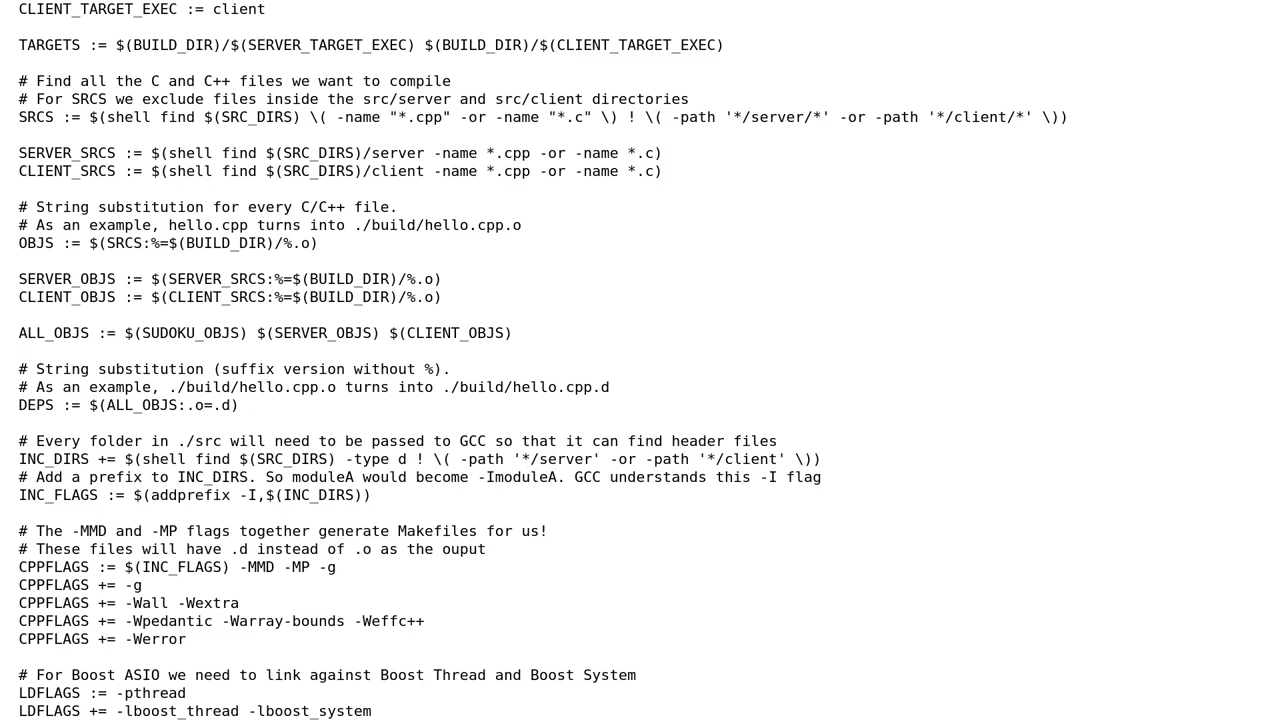 CLIENT_TARGET_EXEC := client
TARGETS := $(BUILD_DIR)/$(SERVER_TARGET_EXEC) $(BUILD_DIR)/$(CLIENT_TARGET_EXEC)
# Find all the C and C++ files we want to compile
# For SRCS we exclude files inside the src/server and src/client directories
SRCS := $(shell find $(SRC_DIRS) \( -name "*.cpp" -or -name "*.c" \) ! \( -path '*/server/*' -or -path '*/client/*' \))
SERVER_SRCS := $(shell find $(SRC_DIRS)/server -name *.cpp -or -name *.c)
CLIENT_SRCS := $(shell find $(SRC_DIRS)/client -name *.cpp -or -name *.c)
# String substitution for every C/C++ file.
# As an example, hello.cpp turns into ./build/hello.cpp.o
OBJS := $(SRCS:%=$(BUILD_DIR)/%.o)
SERVER_OBJS := $(SERVER_SRCS:%=$(BUILD_DIR)/%.o)
CLIENT_OBJS := $(CLIENT_SRCS:%=$(BUILD_DIR)/%.o)
ALL_OBJS := $(SUDOKU_OBJS) $(SERVER_OBJS) $(CLIENT_OBJS)
# String substitution (suffix version without %).
# As an example, ./build/hello.cpp.o turns into ./build/hello.cpp.d
DEPS := $(ALL_OBJS:.o=.d)
# Every folder in ./src will need to be passed to GCC so that it can find header files
INC_DIRS += $(shell find $(SRC_DIRS) -type d ! \( -path '*/server' -or -path '*/client' \))
# Add a prefix to INC_DIRS. So moduleA would become -ImoduleA. GCC understands this -I flag
INC_FLAGS := $(addprefix -I,$(INC_DIRS))
# The -MMD and -MP flags together generate Makefiles for us!
# These files will have .d instead of .o as the ouput
CPPFLAGS := $(INC_FLAGS) -MMD -MP -g
CPPFLAGS += -g
CPPFLAGS += -Wall -Wextra
CPPFLAGS += -Wpedantic -Warray-bounds -Weffc++
CPPFLAGS += -Werror
# For Boost ASIO we need to link against Boost Thread and Boost System
LDFLAGS := -pthread
LDFLAGS += -lboost_thread -lboost_system